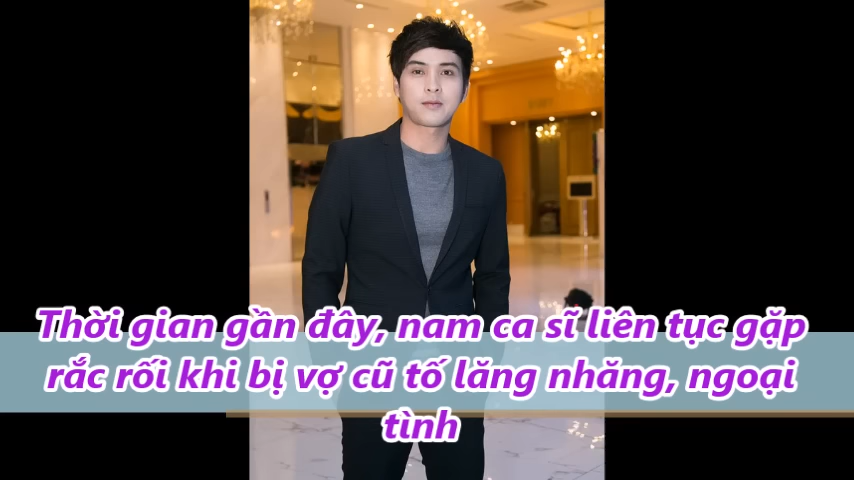 Thời gian gần đây, nam ca sĩ liên tục gặp
rắc rối khi bị vợ cũ tố lăng nhăng, ngoại
tình